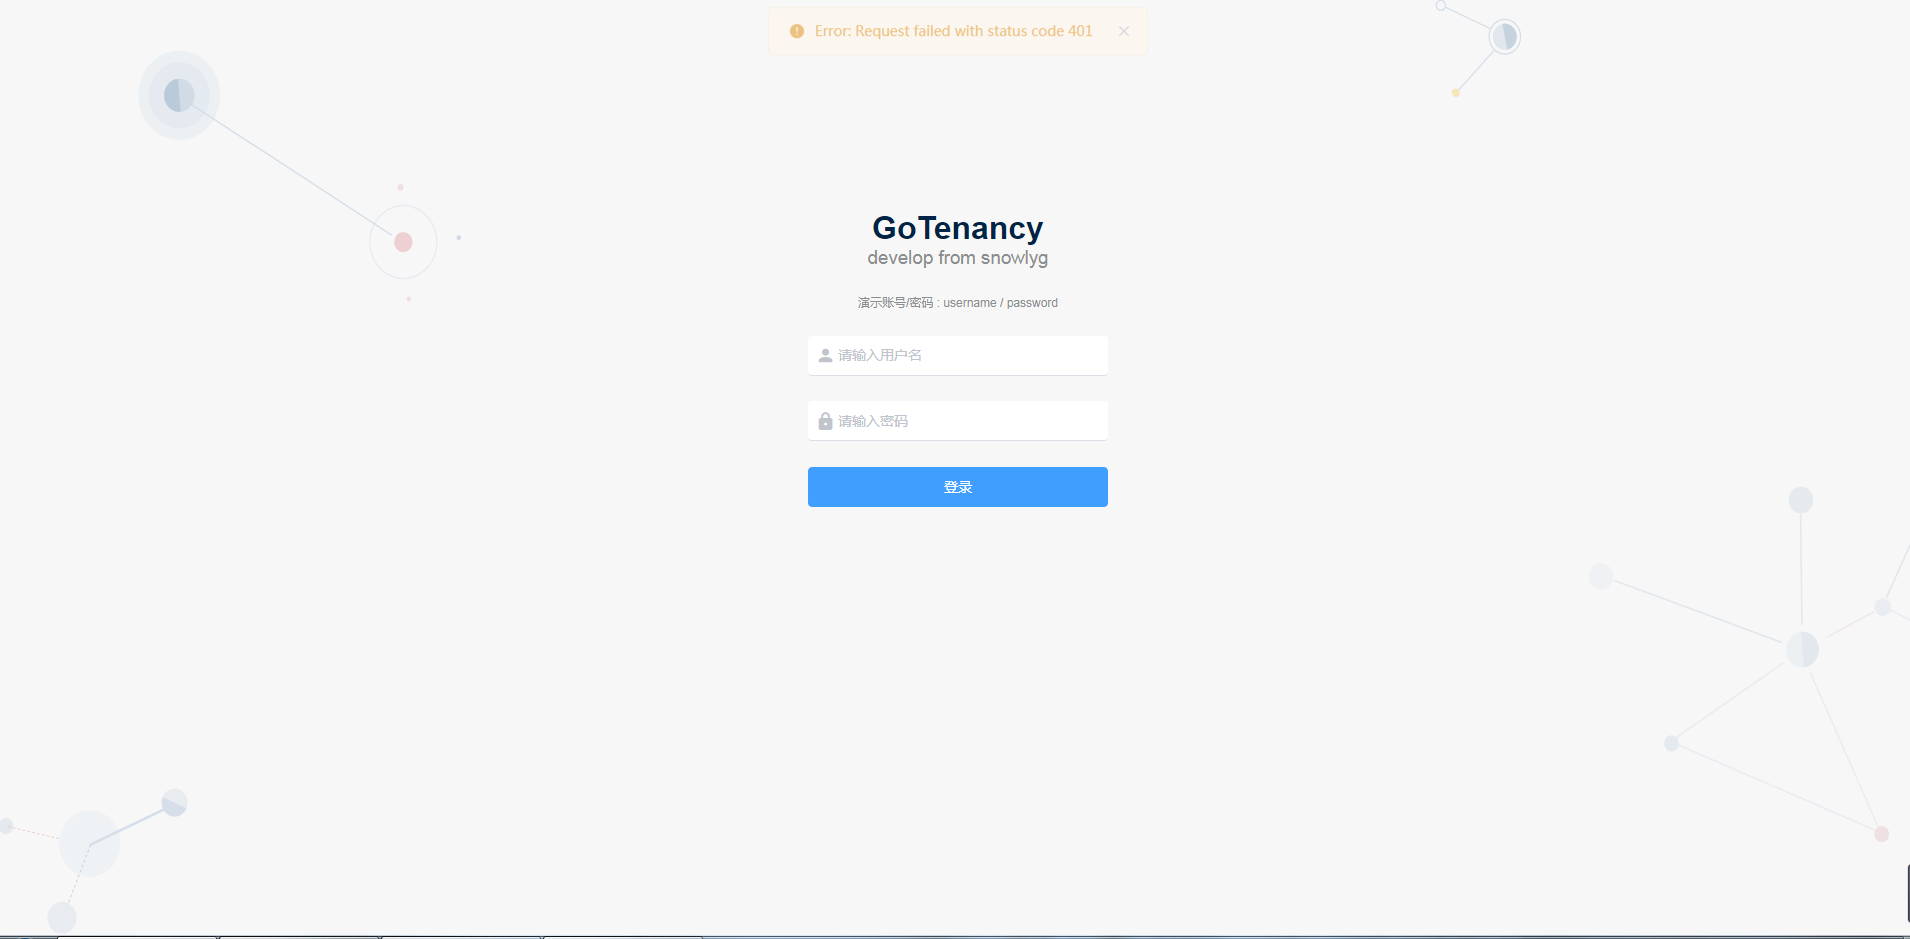 Error: Request failed with status code 401
GoTenancy
develop from snowlyg
演示账号/密码 : username / password
请输入用户名
请输入密码
登录